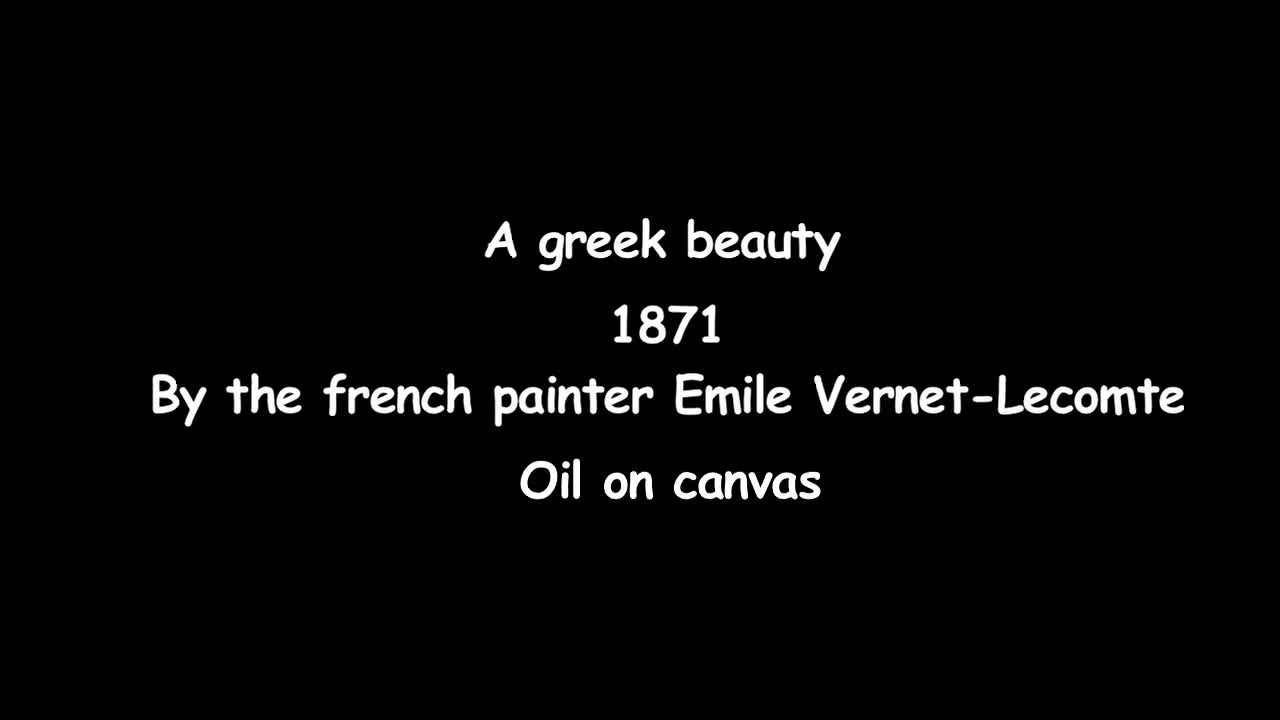 A greek beauty
1871
By the french painter Emile Vernet-Lecomte
Oil on canvas